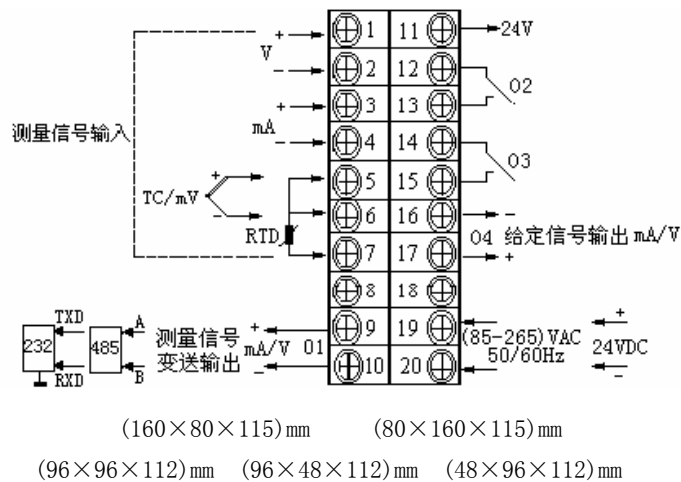 + V −
+ mA −
测量信号输入
TC/mV + −
RTD
1 11 24V
2 12
3 13 O2
4 14
5 15 O3
6 16 −
7 17 + O4 给定信号输出mA/V
8 18
9 19 (85-265)VAC + 24VDC
10 20 50/60Hz −
TXD A 测量信号 + mA/V O1
232 485
RXD B 变送输出 −
(160×80×115)mm (80×160×115)mm
(96×96×112)mm (96×48×112)mm (48×96×112)mm